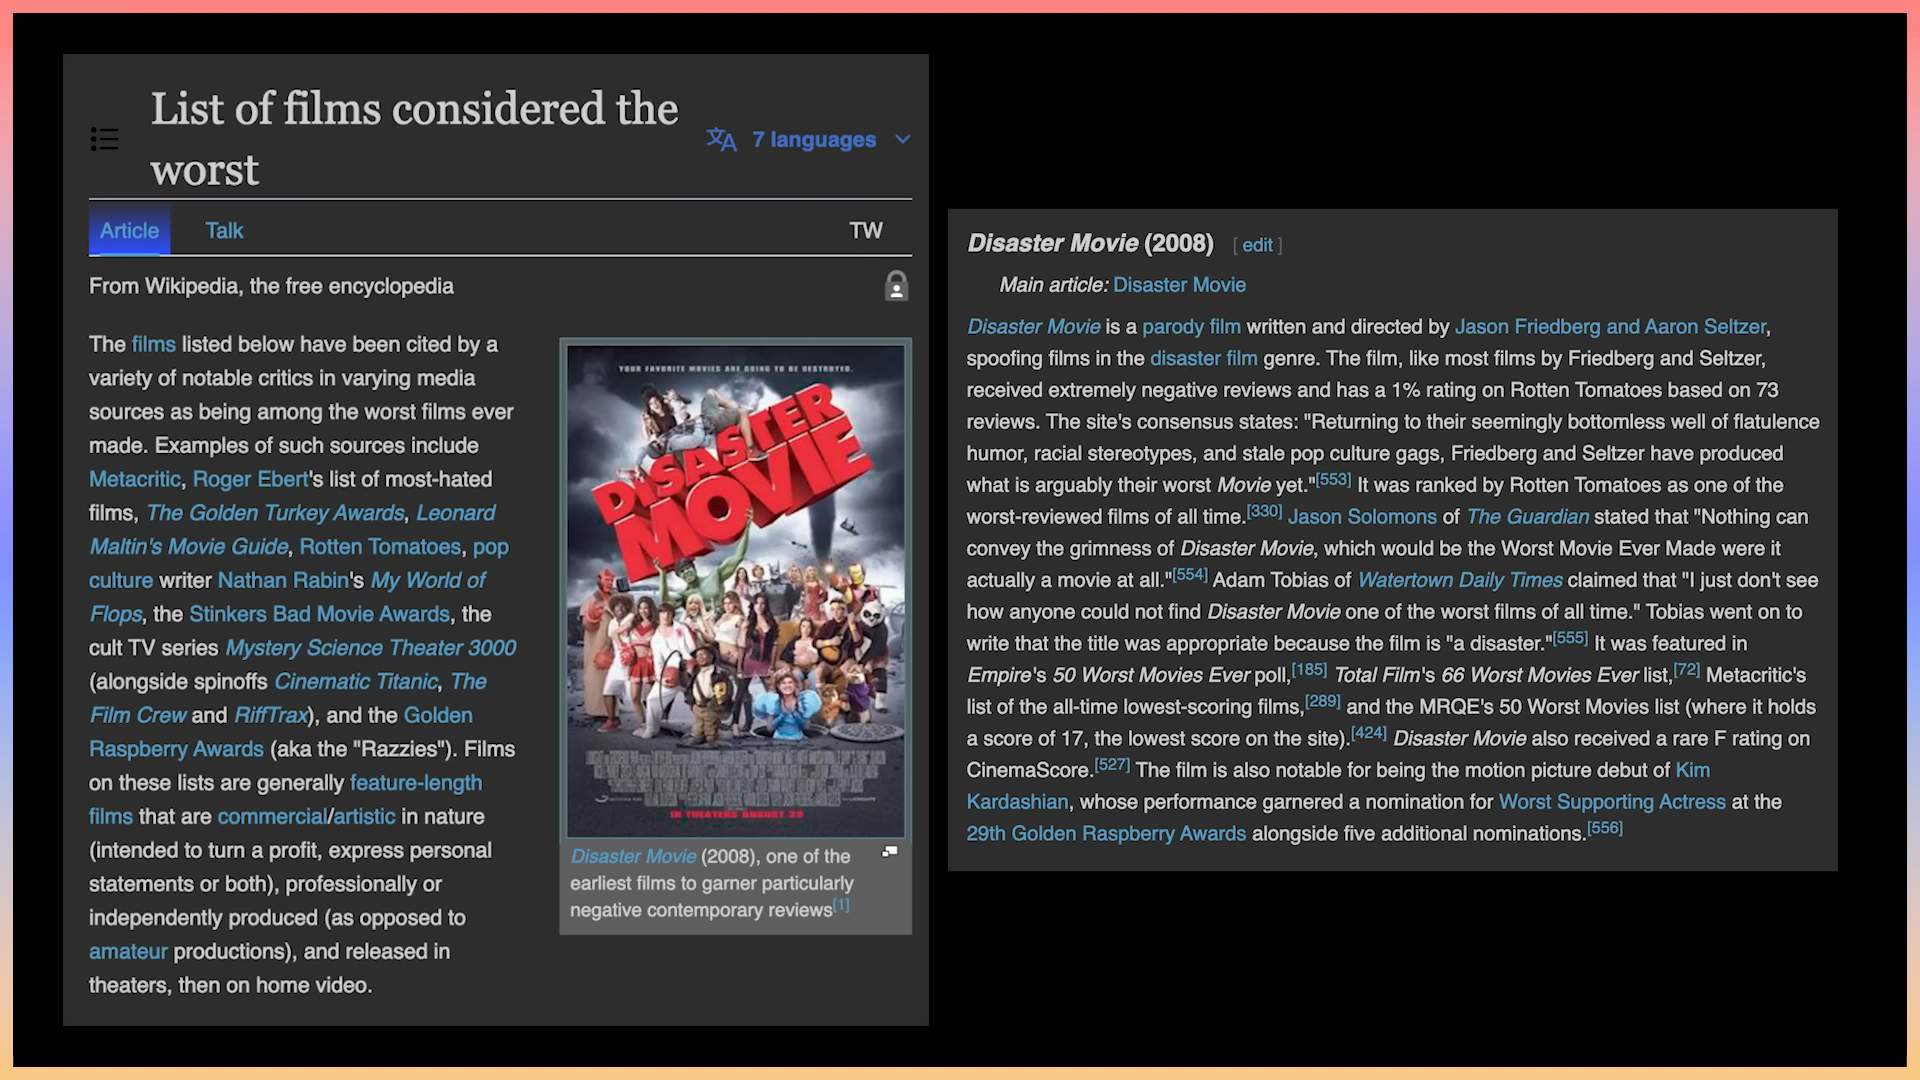 List of films considered the
worst
7 languages
Article
Talk
TW
From Wikipedia, the free encyclopedia
The films listed below have been cited by a
variety of notable critics in varying media
sources as being among the worst films ever
made. Examples of such sources include
Metacritic, Roger Ebert's list of most-hated
films, The Golden Turkey Awards, Leonard
Maltin's Movie Guide, Rotten Tomatoes, pop
culture writer Nathan Rabin's My World of
Flops, the Stinkers Bad Movie Awards, the
cult TV series Mystery Science Theater 3000
(alongside spinoffs Cinematic Titanic, The
Film Crew and RiffTrax), and the Golden
Raspberry Awards (aka the "Razzies"). Films
on these lists are generally feature-length
films that are commercial/artistic in nature
(intended to turn a profit, express personal
statements or both), professionally or
independently produced (as opposed to
amateur productions), and released in
theaters, then on home video.
YOUR FAVORITE MOVIES ARE GOING TO BE DESTROYED.
DISASTER
MOVIE
IN THEATERS AUGUST 29
Disaster Movie (2008), one of the
earliest films to garner particularly
negative contemporary reviews[1]
Disaster Movie (2008) [ edit ]
Main article: Disaster Movie
Disaster Movie is a parody film written and directed by Jason Friedberg and Aaron Seltzer,
spoofing films in the disaster film genre. The film, like most films by Friedberg and Seltzer,
received extremely negative reviews and has a 1% rating on Rotten Tomatoes based on 73
reviews. The site's consensus states: "Returning to their seemingly bottomless well of flatulence
humor, racial stereotypes, and stale pop culture gags, Friedberg and Seltzer have produced
what is arguably their worst Movie yet."[553] It was ranked by Rotten Tomatoes as one of the
worst-reviewed films of all time.[330] Jason Solomons of The Guardian stated that "Nothing can
convey the grimness of Disaster Movie, which would be the Worst Movie Ever Made were it
actually a movie at all."[554] Adam Tobias of Watertown Daily Times claimed that "I just don't see
how anyone could not find Disaster Movie one of the worst films of all time." Tobias went on to
write that the title was appropriate because the film is "a disaster."[555] It was featured in
Empire's 50 Worst Movies Ever poll,[185] Total Film's 66 Worst Movies Ever list,[72] Metacritic's
list of the all-time lowest-scoring films,[289] and the MRQE's 50 Worst Movies list (where it holds
a score of 17, the lowest score on the site).[424] Disaster Movie also received a rare F rating on
CinemaScore.[527] The film is also notable for being the motion picture debut of Kim
Kardashian, whose performance garnered a nomination for Worst Supporting Actress at the
29th Golden Raspberry Awards alongside five additional nominations.[556]